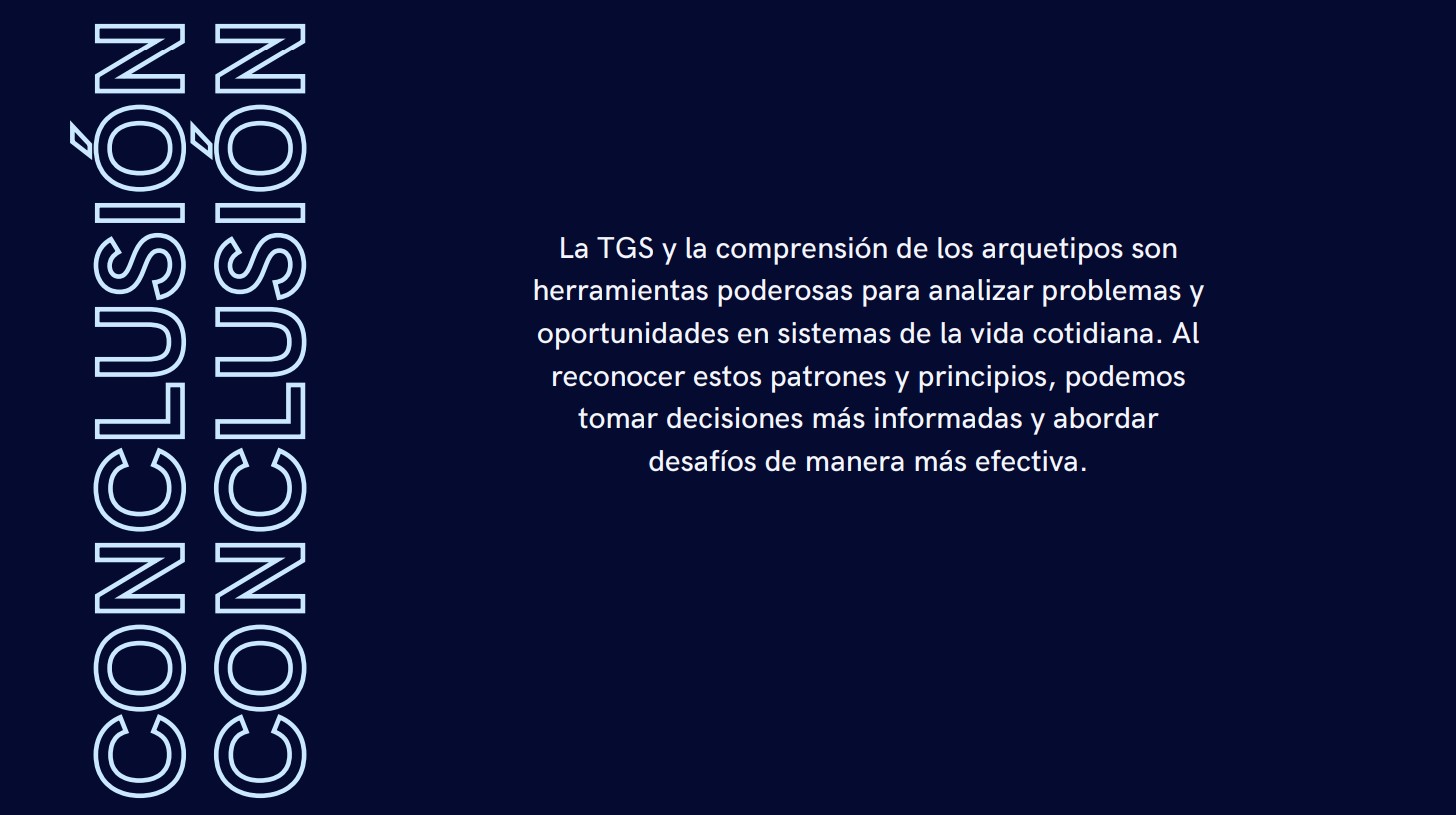 CONCLUSIÓN
CONCLUSIÓN
La TGS y la comprensión de los arquetipos son
herramientas poderosas para analizar problemas y
oportunidades en sistemas de la vida cotidiana. Al
reconocer estos patrones y principios, podemos
tomar decisiones más informadas y abordar
desafíos de manera más efectiva.